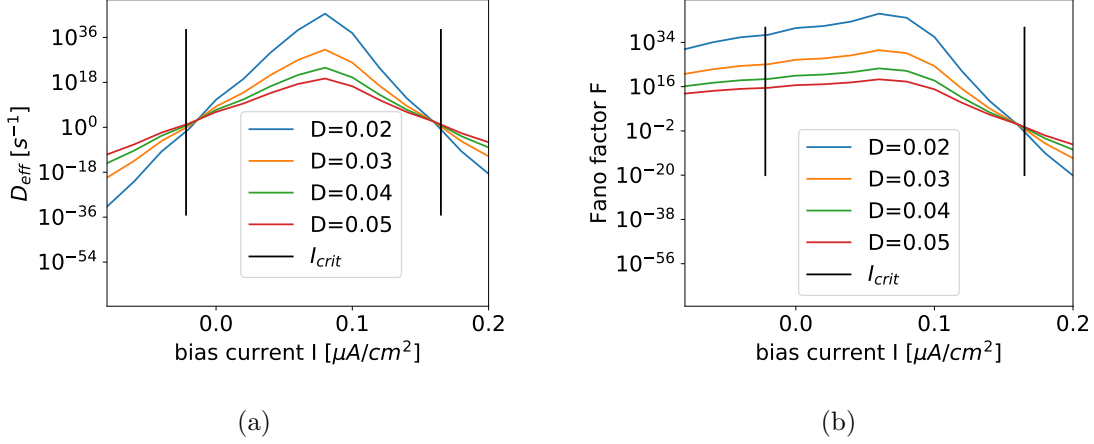 10^36
10^18
10^0
10^-18
10^-36
10^-54
D_eff [s^-1]
0.0 0.1 0.2
bias current I [μA/cm^2]
D=0.02
D=0.03
D=0.04
D=0.05
I_crit
(a)
10^34
10^16
10^-2
10^-20
10^-38
10^-56
Fano factor F
0.0 0.1 0.2
bias current I [μA/cm^2]
D=0.02
D=0.03
D=0.04
D=0.05
I_crit
(b)